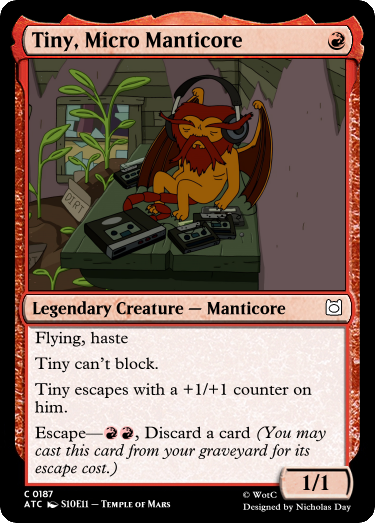 Tiny, Micro Manticore
DIRT
Legendary Creature — Manticore
Flying, haste
Tiny can't block.
Tiny escapes with a +1/+1 counter on
him.
Escape—, Discard a card (You may
cast this card from your graveyard for its
escape cost.)
1/1
C 0187
ATC S10E11 – Temple of Mars
© WotC
Designed by Nicholas Day